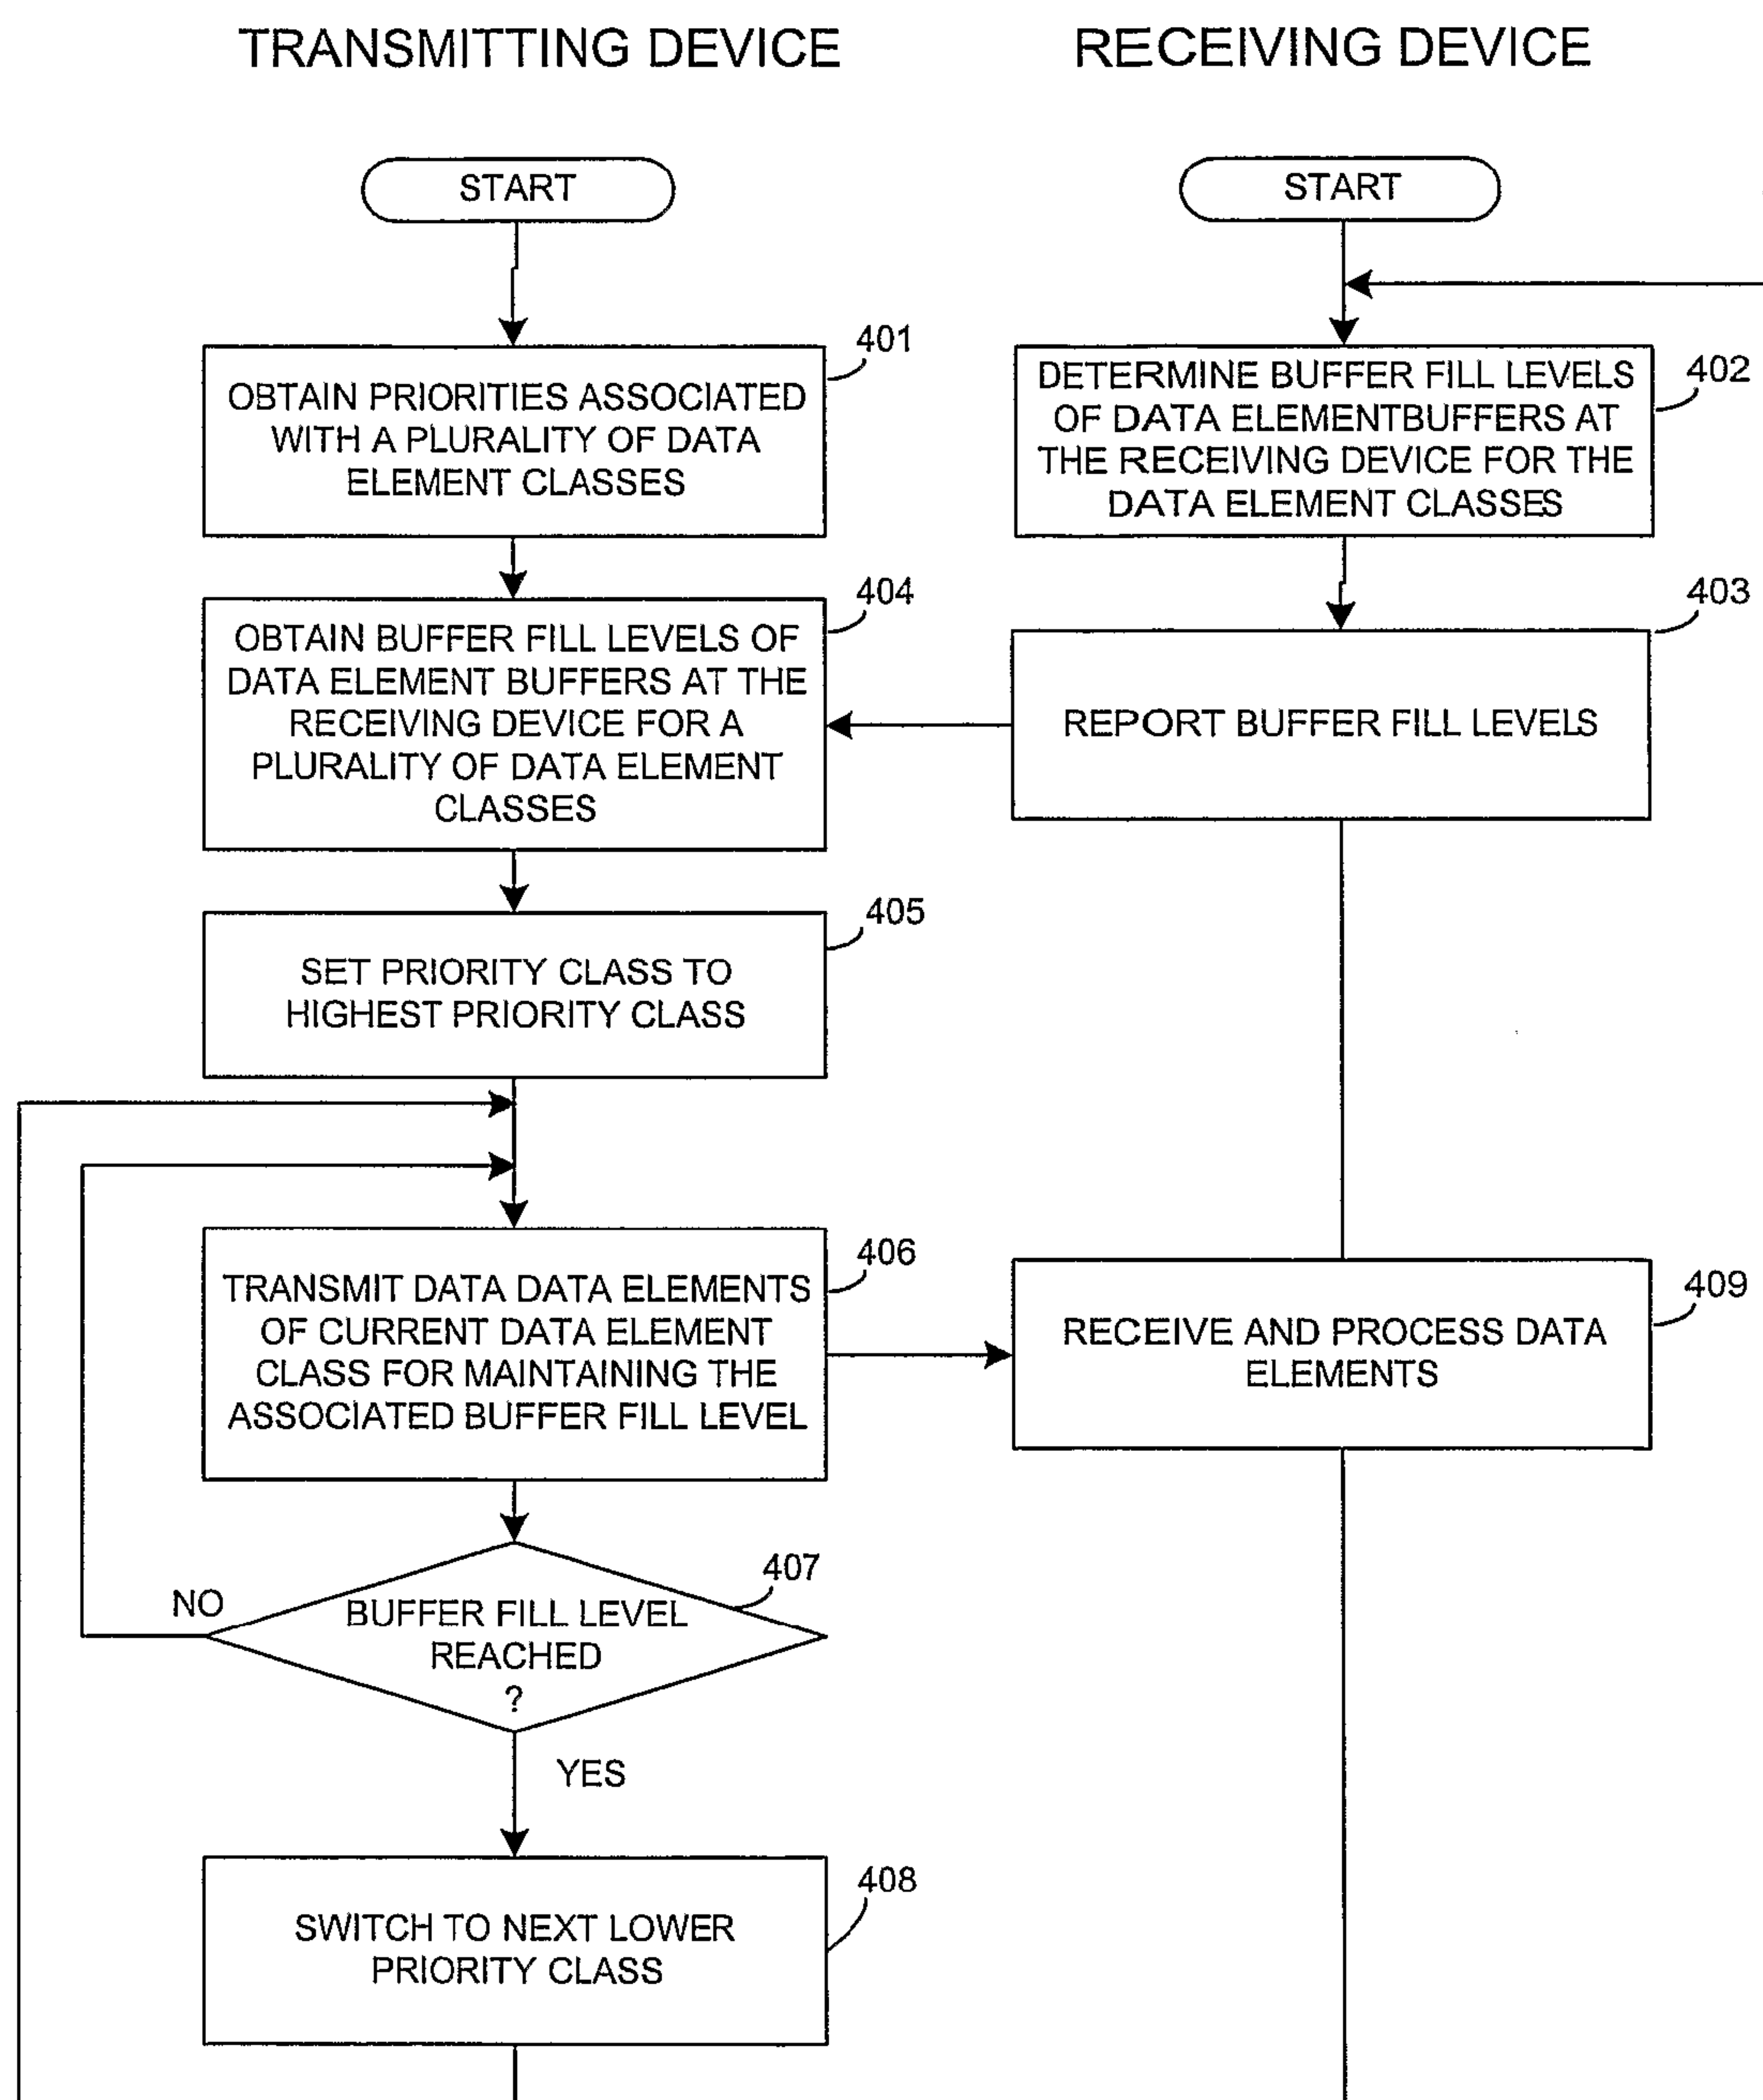 TRANSMITTING DEVICE
RECEIVING DEVICE
START
START
401
OBTAIN PRIORITIES ASSOCIATED
WITH A PLURALITY OF DATA
ELEMENT CLASSES
402
DETERMINE BUFFER FILL LEVELS
OF DATA ELEMENTBUFFERS AT
THE RECEIVING DEVICE FOR THE
DATA ELEMENT CLASSES
404
OBTAIN BUFFER FILL LEVELS OF
DATA ELEMENT BUFFERS AT THE
RECEIVING DEVICE FOR A
PLURALITY OF DATA ELEMENT
CLASSES
403
REPORT BUFFER FILL LEVELS
405
SET PRIORITY CLASS TO
HIGHEST PRIORITY CLASS
406
TRANSMIT DATA DATA ELEMENTS
OF CURRENT DATA ELEMENT
CLASS FOR MAINTAINING THE
ASSOCIATED BUFFER FILL LEVEL
409
RECEIVE AND PROCESS DATA
ELEMENTS
407
NO
BUFFER FILL LEVEL
REACHED
?
YES
408
SWITCH TO NEXT LOWER
PRIORITY CLASS